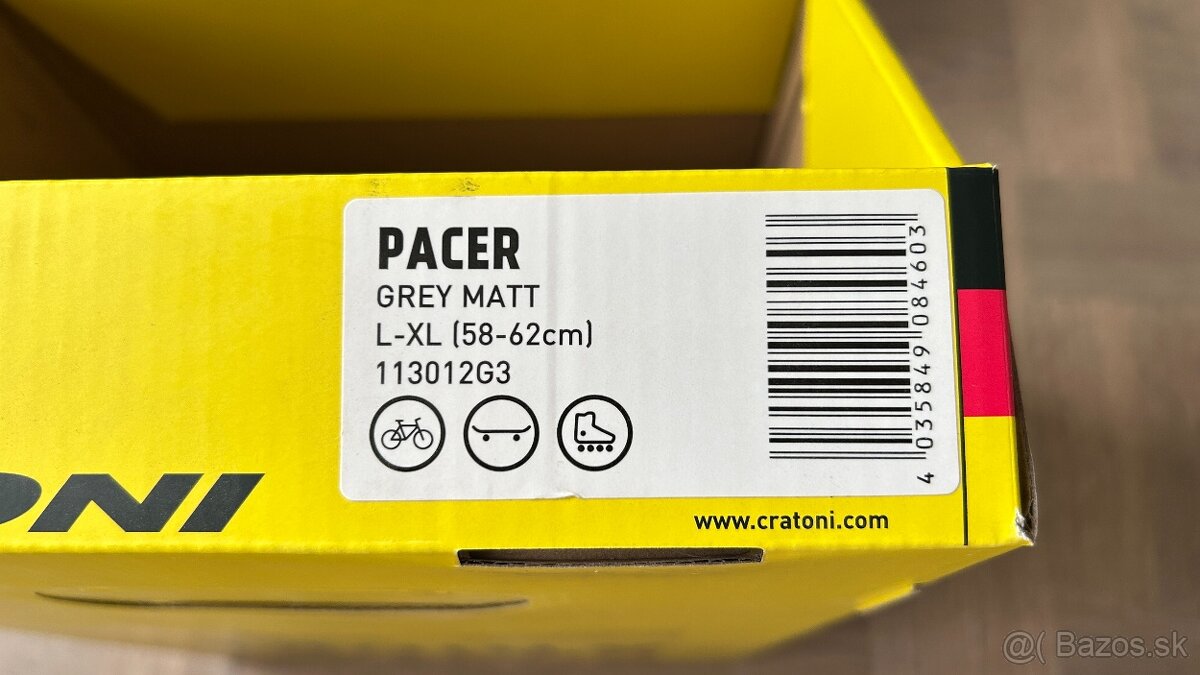 PACER
GREY MATT
L-XL (58-62cm)
113012G3
4 035849 084603
ONI
www.cratoni.com
@( Bazos.sk